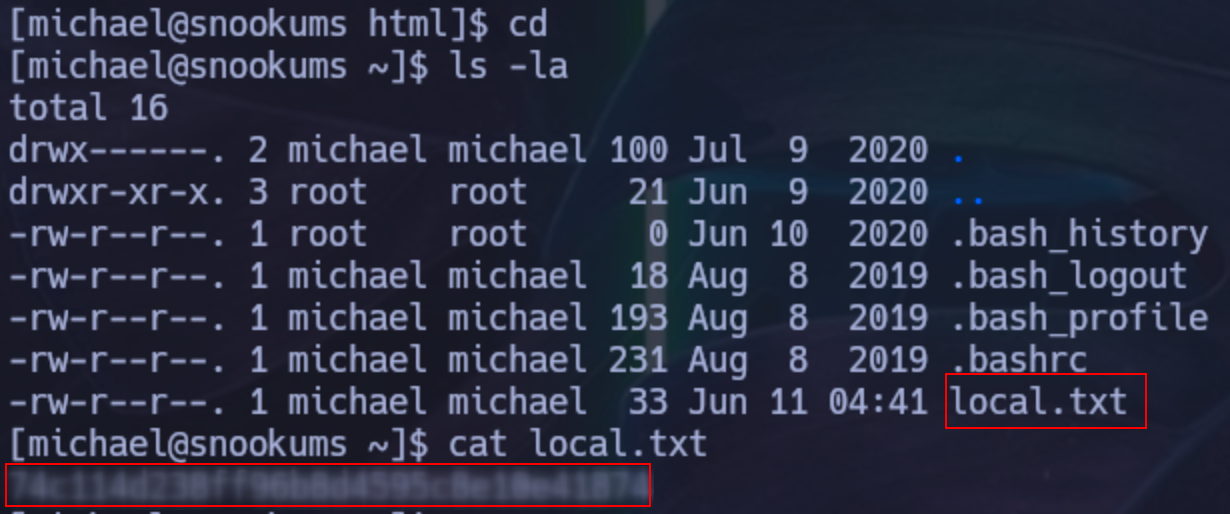 [michael@snookums html]$ cd
[michael@snookums ~]$ ls -la
total 16
drwx------. 2 michael michael 100 Jul  9  2020 .
drwxr-xr-x. 3 root    root     21 Jun  9  2020 ..
-rw-r--r--. 1 root    root      0 Jun 10  2020 .bash_history
-rw-r--r--. 1 michael michael  18 Aug  8  2019 .bash_logout
-rw-r--r--. 1 michael michael 193 Aug  8  2019 .bash_profile
-rw-r--r--. 1 michael michael 231 Aug  8  2019 .bashrc
-rw-r--r--. 1 michael michael  33 Jun 11 04:41 local.txt
[michael@snookums ~]$ cat local.txt